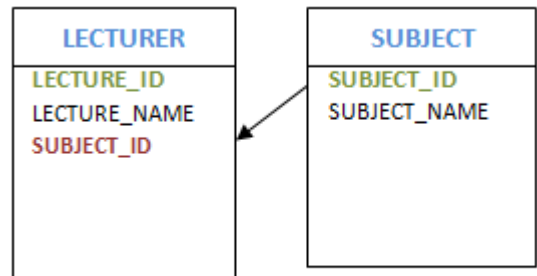 LECTURER
LECTURE_ID
LECTURE_NAME
SUBJECT_ID
SUBJECT
SUBJECT_ID
SUBJECT_NAME